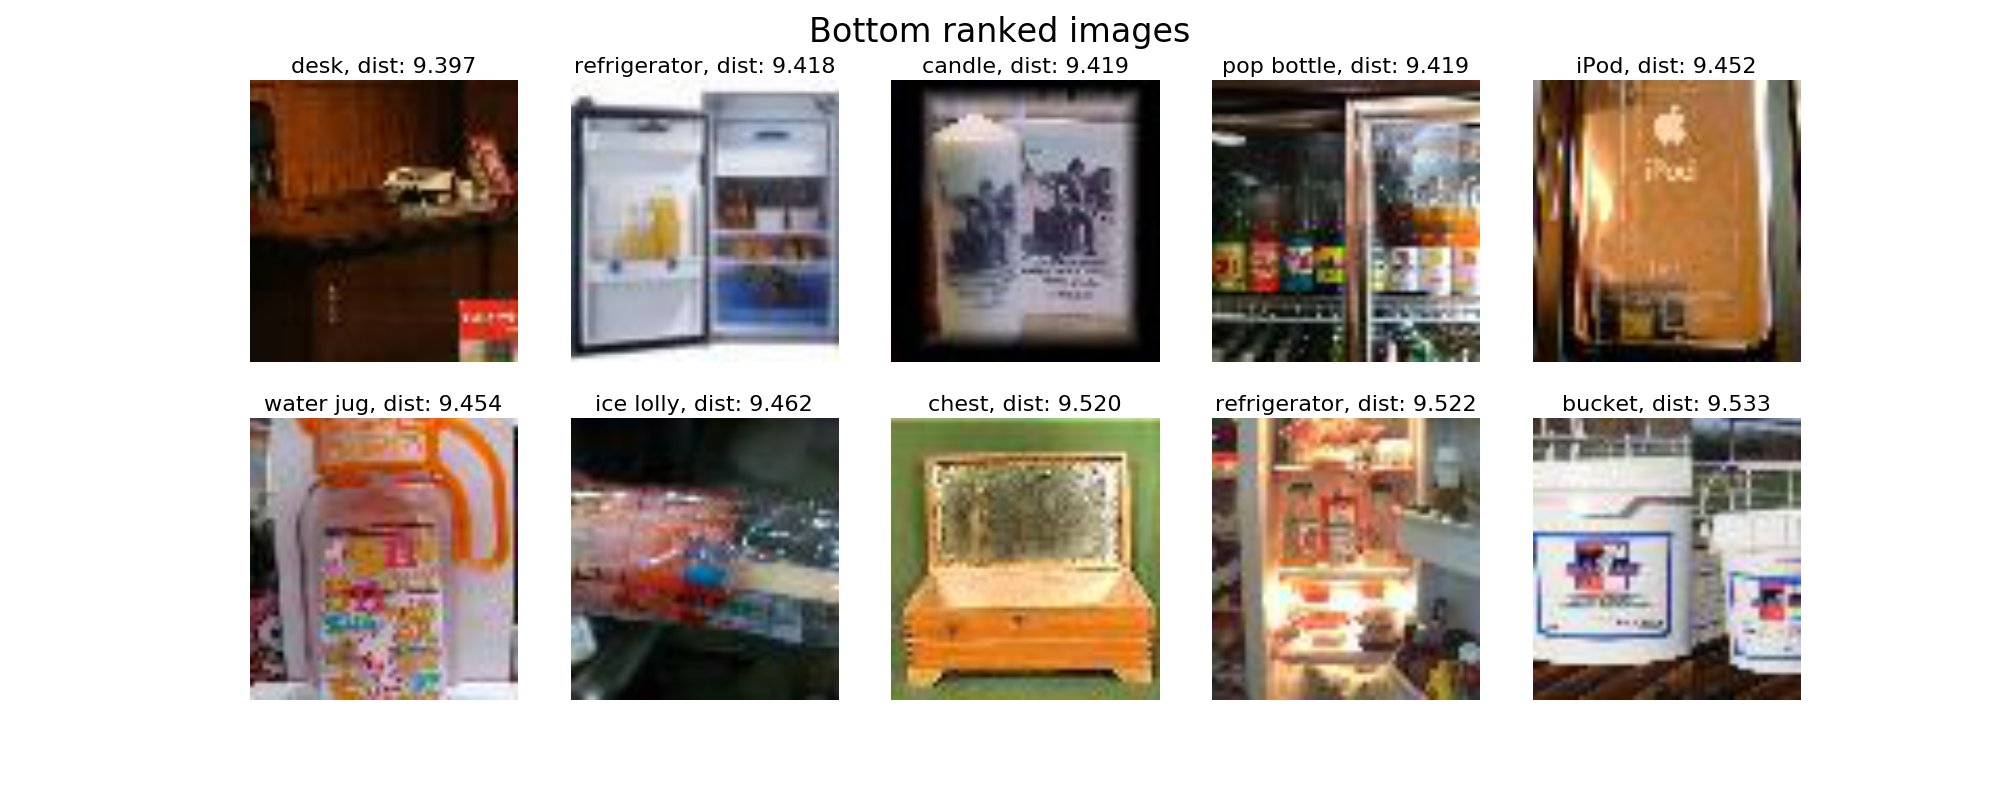 Bottom ranked images
desk, dist: 9.397
refrigerator, dist: 9.418
candle, dist: 9.419
pop bottle, dist: 9.419
iPod, dist: 9.452
iPod
water jug, dist: 9.454
ice lolly, dist: 9.462
chest, dist: 9.520
refrigerator, dist: 9.522
bucket, dist: 9.533